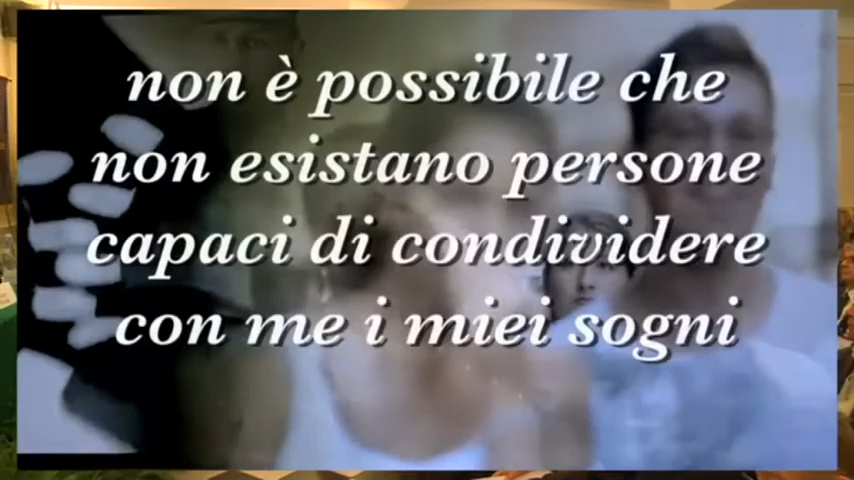 non è possibile che
non esistano persone
capaci di condividere
con me i miei sogni